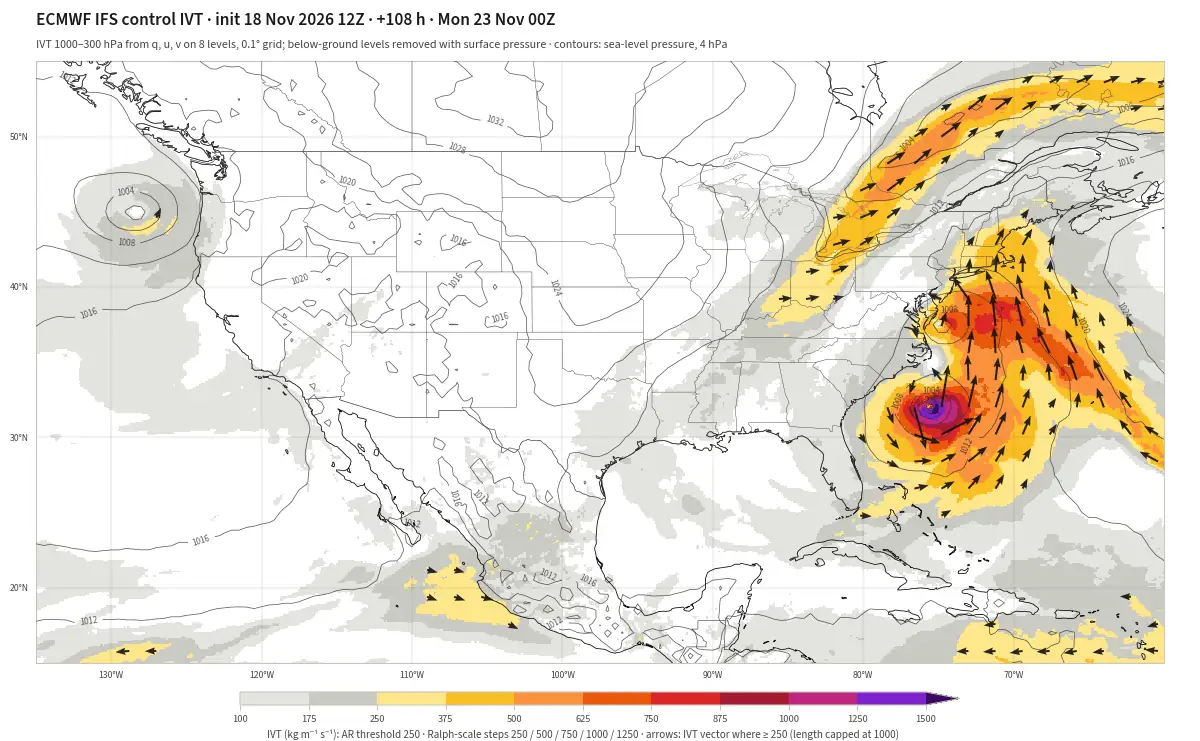 ECMWF IFS control IVT · init 18 Nov 2026 12Z · +108 h · Mon 23 Nov 00Z
IVT 1000–300 hPa from q, u, v on 8 levels, 0.1° grid; below-ground levels removed with surface pressure · contours: sea-level pressure, 4 hPa
1032
1028
50°N
1004
1016
1020
1004
1012
1008
1016
1016
1020
1024
40°N
1016
1016
1008
1020
1004
1008
30°N
1012
1016
1012
1012
1016
1012
1016
20°N
1012
1012
130°W
120°W
110°W
100°W
90°W
80°W
70°W
100
175
250
375
500
625
750
875
1000
1250
1500
IVT (kg m⁻¹ s⁻¹): AR threshold 250 · Ralph-scale steps 250 / 500 / 750 / 1000 / 1250 · arrows: IVT vector where ≥ 250 (length capped at 1000)